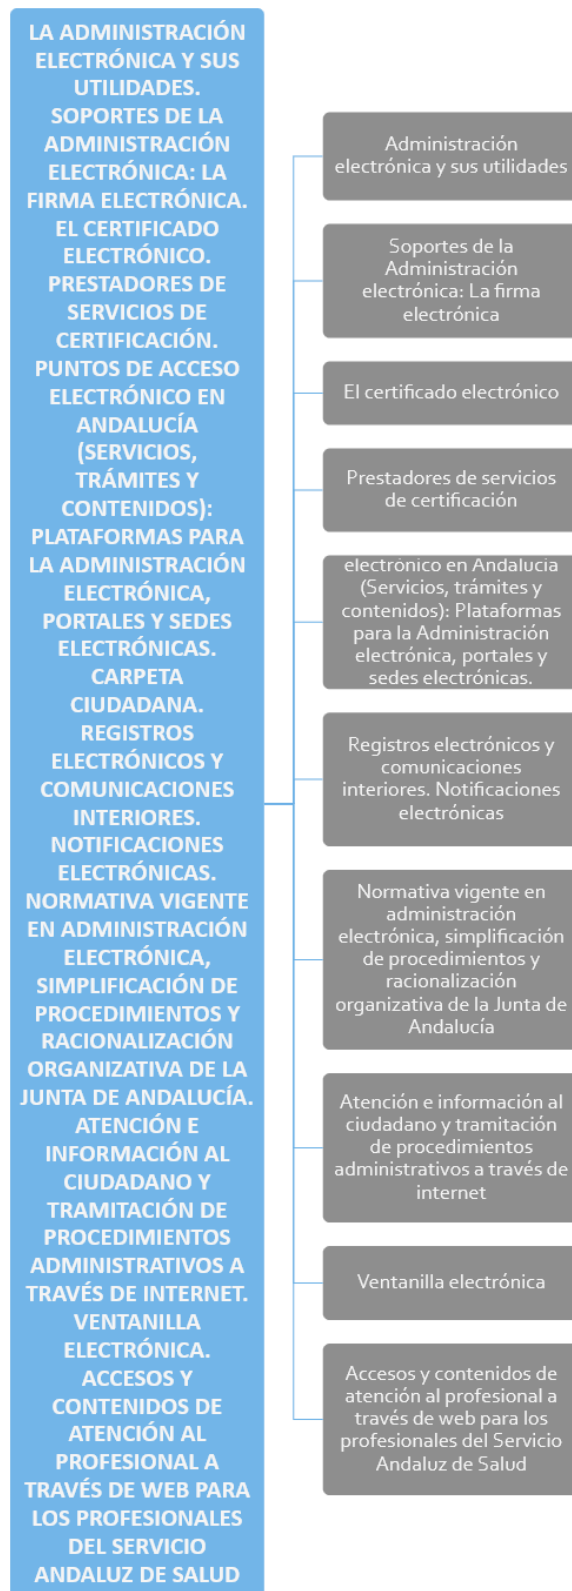 LA ADMINISTRACIÓN
ELECTRÓNICA Y SUS
UTILIDADES.
SOPORTES DE LA
ADMINISTRACIÓN
ELECTRÓNICA: LA
FIRMA ELECTRÓNICA.
EL CERTIFICADO
ELECTRÓNICO.
PRESTADORES DE
SERVICIOS DE
CERTIFICACIÓN.
PUNTOS DE ACCESO
ELECTRÓNICO EN
ANDALUCÍA
(SERVICIOS,
TRÁMITES Y
CONTENIDOS):
PLATAFORMAS PARA
LA ADMINISTRACIÓN
ELECTRÓNICA,
PORTALES Y SEDES
ELECTRÓNICAS.
CARPETA
CIUDADANA.
REGISTROS
ELECTRÓNICOS Y
COMUNICACIONES
INTERIORES.
NOTIFICACIONES
ELECTRÓNICAS.
NORMATIVA VIGENTE
EN ADMINISTRACIÓN
ELECTRÓNICA,
SIMPLIFICACIÓN DE
PROCEDIMIENTOS Y
RACIONALIZACIÓN
ORGANIZATIVA DE LA
JUNTA DE ANDALUCÍA.
ATENCIÓN E
INFORMACIÓN AL
CIUDADANO Y
TRAMITACIÓN DE
PROCEDIMIENTOS
ADMINISTRATIVOS A
TRAVÉS DE INTERNET.
VENTANILLA
ELECTRÓNICA.
ACCESOS Y
CONTENIDOS DE
ATENCIÓN AL
PROFESIONAL A
TRAVÉS DE WEB PARA
LOS PROFESIONALES
DEL SERVICIO
ANDALUZ DE SALUD
Administración
electrónica y sus utilidades
Soportes de la
Administración
electrónica: La firma
electrónica
El certificado electrónico
Prestadores de servicios
de certificación
electrónico en Andalucía
(Servicios, trámites y
contenidos): Plataformas
para la Administración
electrónica, portales y
sedes electrónicas.
Registros electrónicos y
comunicaciones
interiores. Notificaciones
electrónicas
Normativa vigente en
administración
electrónica, simplificación
de procedimientos y
racionalización
organizativa de la Junta de
Andalucía
Atención e información al
ciudadano y tramitación
de procedimientos
administrativos a través de
internet
Ventanilla electrónica
Accesos y contenidos de
atención al profesional a
través de web para los
profesionales del Servicio
Andaluz de Salud